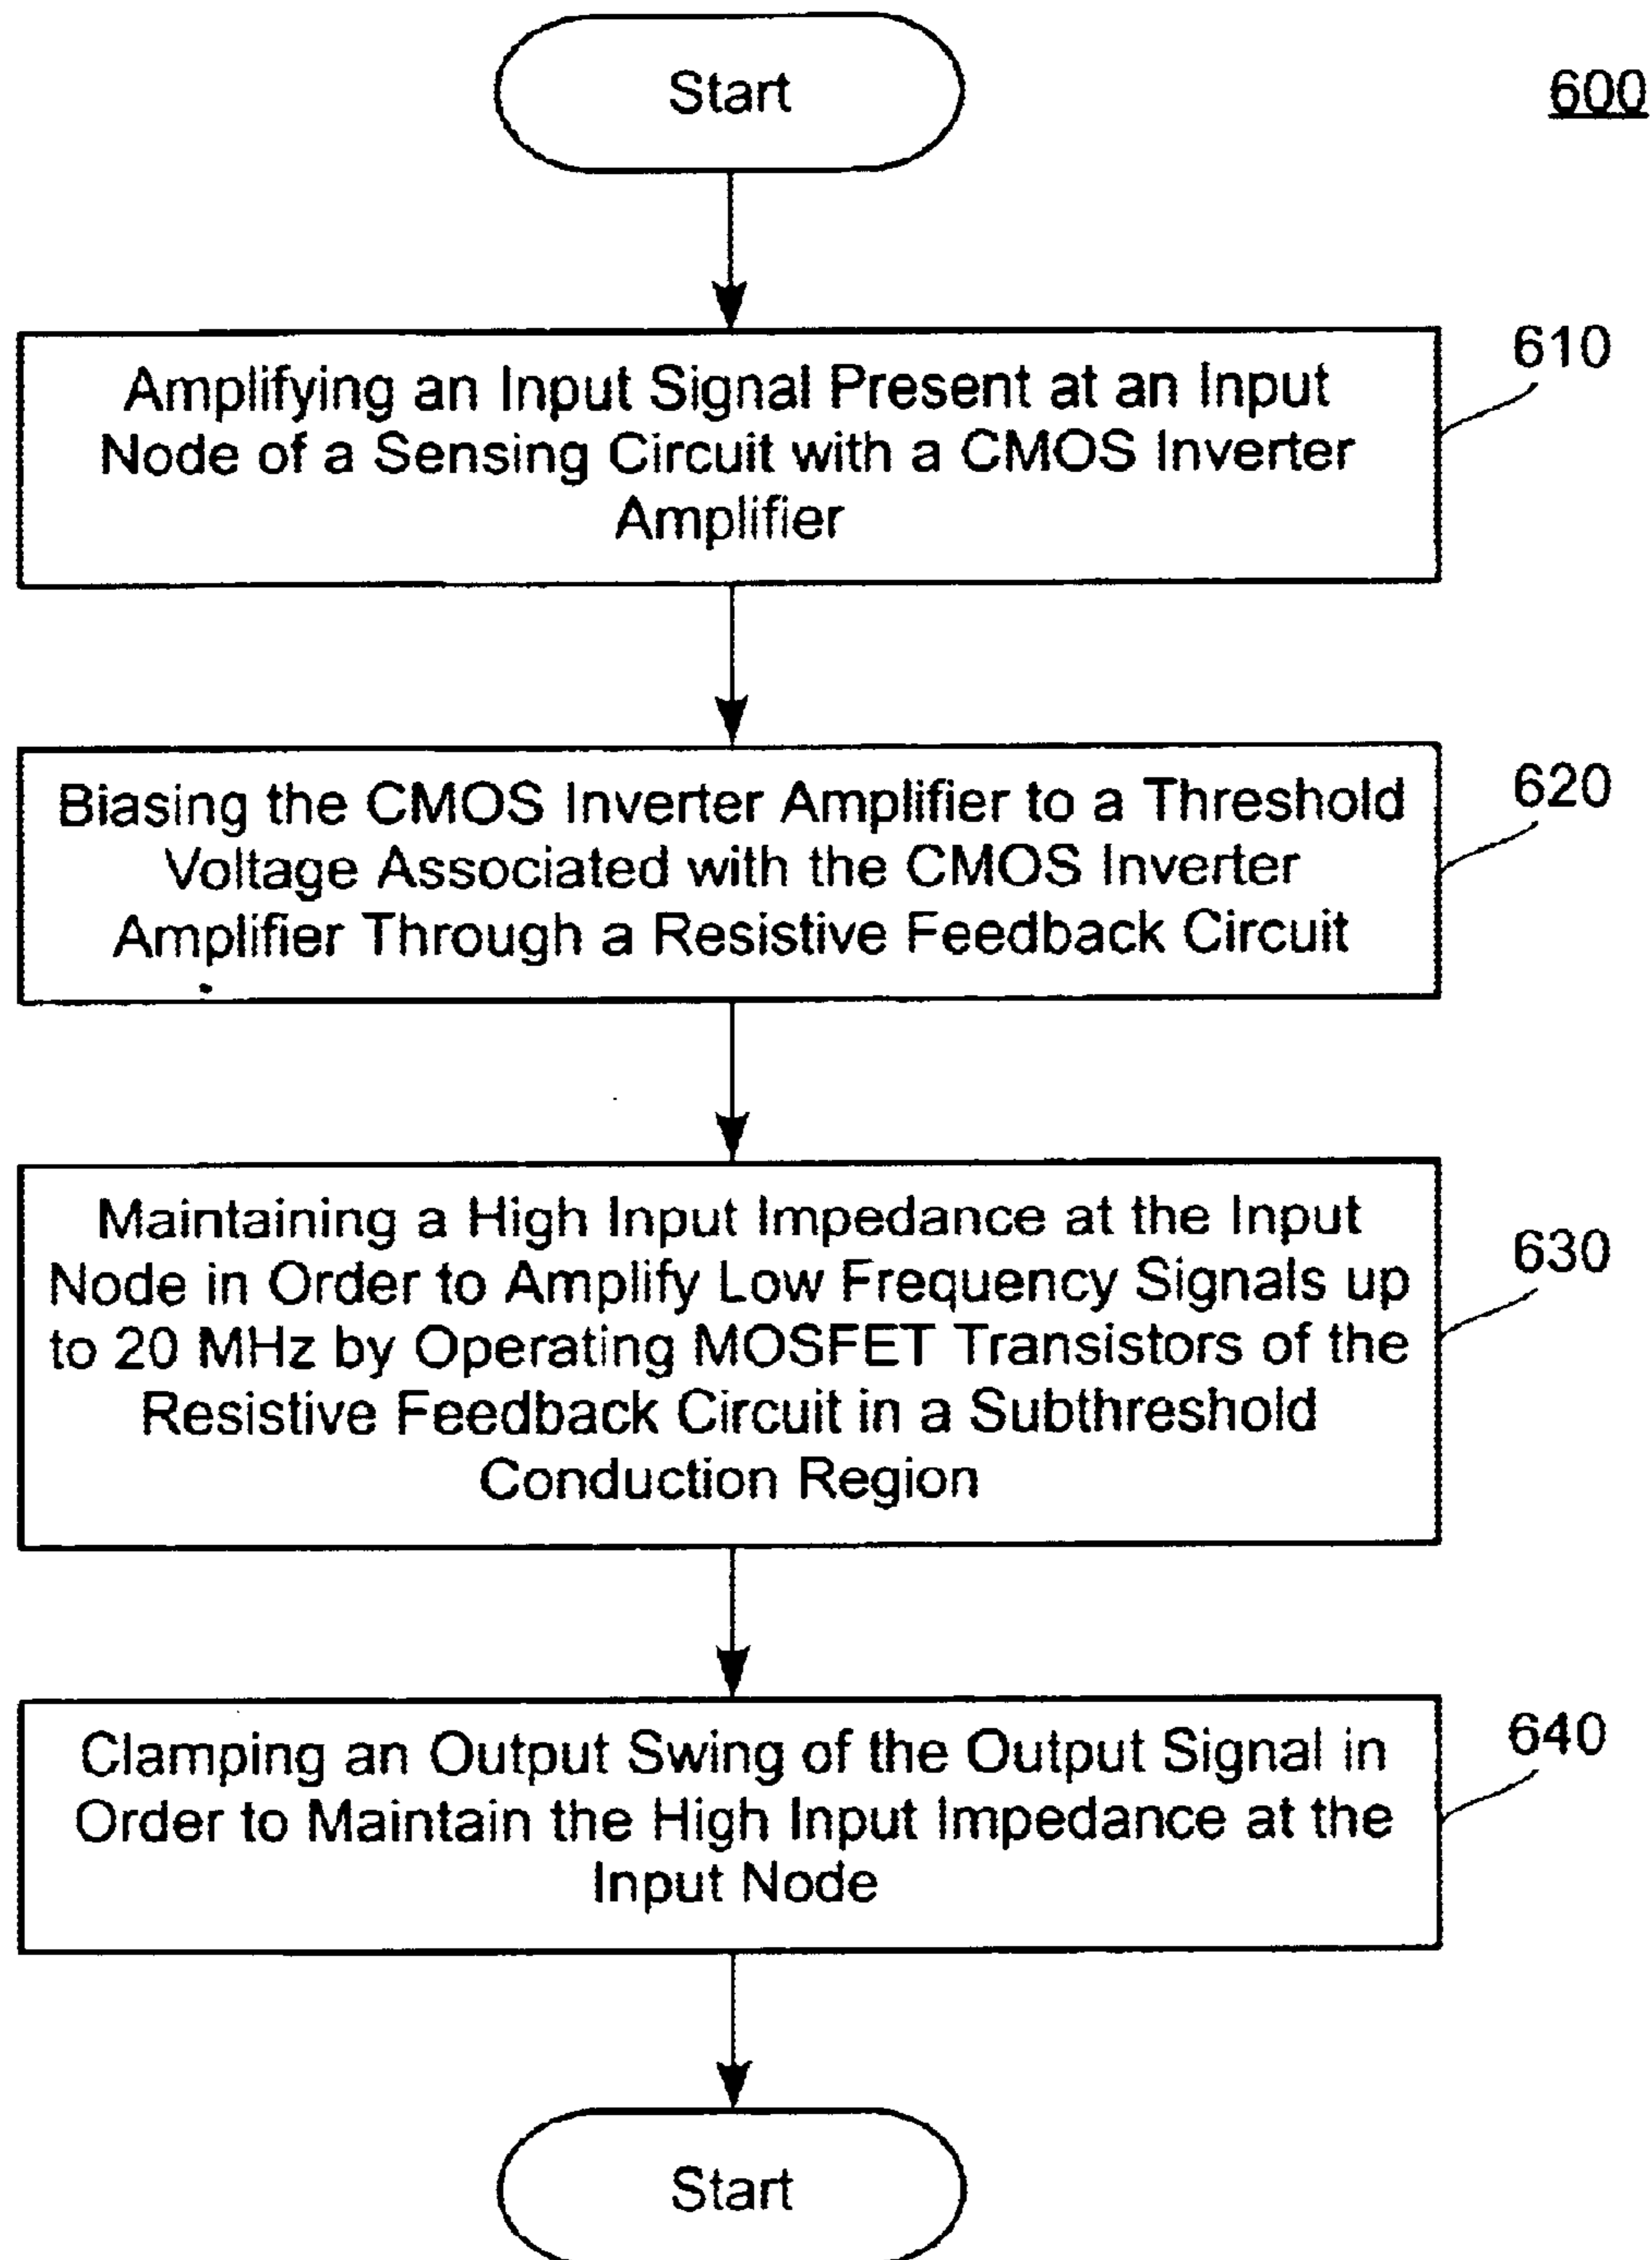 Start
600
610
Amplifying an Input Signal Present at an Input
Node of a Sensing Circuit with a CMOS Inverter
Amplifier
620
Biasing the CMOS Inverter Amplifier to a Threshold
Voltage Associated with the CMOS Inverter
Amplifier Through a Resistive Feedback Circuit
630
Maintaining a High Input Impedance at the Input
Node in Order to Amplify Low Frequency Signals up
to 20 MHz by Operating MOSFET Transistors of the
Resistive Feedback Circuit in a Subthreshold
Conduction Region
640
Clamping an Output Swing of the Output Signal in
Order to Maintain the High Input Impedance at the
Input Node
Start